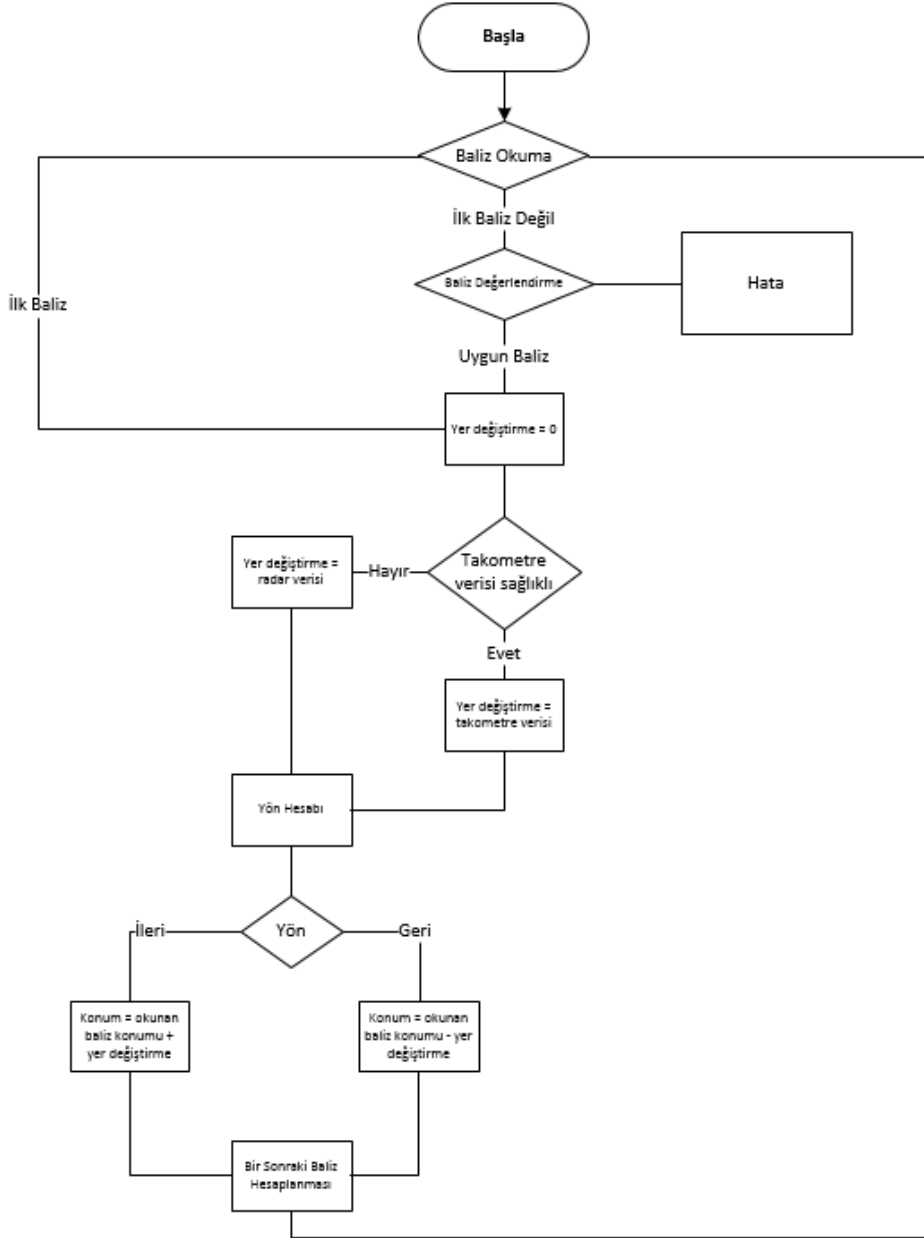 Başla
Baliz Okuma
İlk Baliz Değil
Baliz Değerlendirme
Hata
İlk Baliz
Uygun Baliz
Yer değiştirme = 0
Takometre
verisi sağlıklı
Hayır
Yer değiştirme =
radar verisi
Evet
Yer değiştirme =
takometre verisi
Yön Hesabı
Yön
İleri
Geri
Konum = okunan
baliz konumu +
yer değiştirme
Konum = okunan
baliz konumu - yer
değiştirme
Bir Sonraki Baliz
Hesaplanması